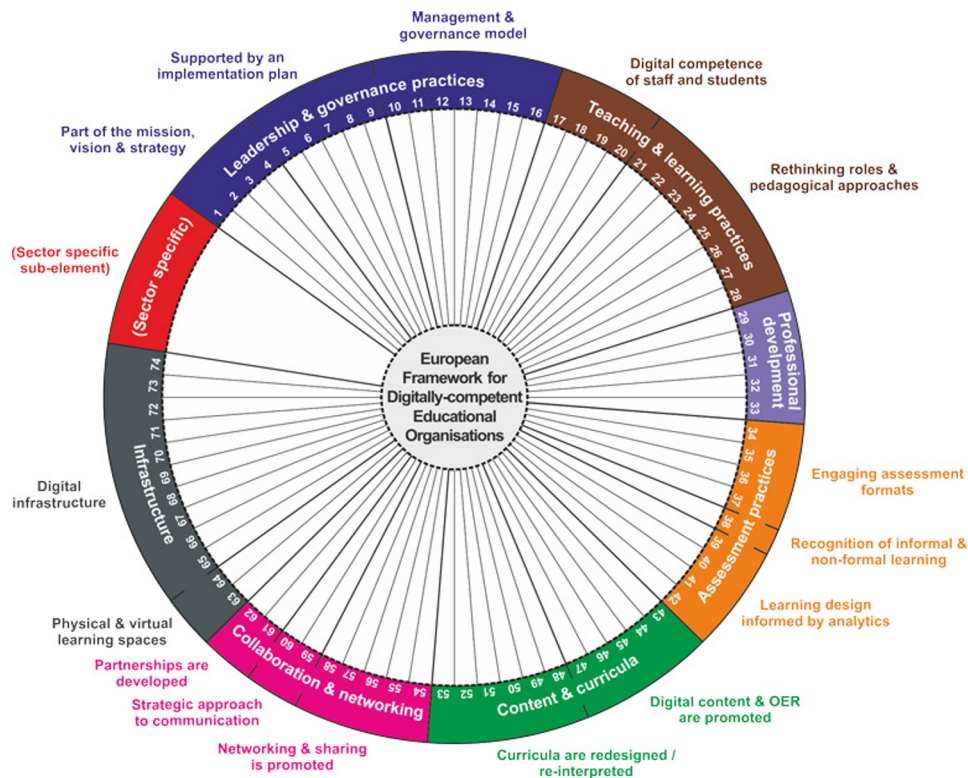 European
Framework for
Digitally-competent
Educational
Organisations
Leadership & governance practices
Part of the mission,
vision & strategy
Supported by an
implementation plan
Management &
governance model
1 2 3 4 5 6 7 8 9 10 11 12 13 14 15 16
Teaching & learning practices
Digital competence
of staff and students
Rethinking roles &
pedagogical approaches
17 18 19 20 21 22 23 24 25 26 27 28
Professional
develpment
29 30 31 32 33
Assessment practices
Engaging assessment
formats
Recognition of informal &
non-formal learning
Learning design
informed by analytics
34 35 36 37 38 39 40 41 42
Content & curricula
Digital content & OER
are promoted
Curricula are redesigned /
re-interpreted
43 44 45 46 47 48 49 50 51 52 53
Collaboration & networking
Networking & sharing
is promoted
Strategic approach
to communication
Partnerships are
developed
54 55 56 57 58 59 60 61 62
Infrastructure
Physical & virtual
learning spaces
Digital
infrastructure
63 64 65 66 67 68 69 70 71 72 73 74
(Sector specific)
(Sector specific
sub-element)